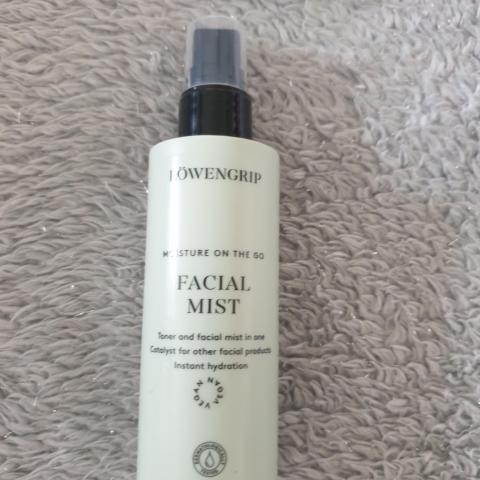 LÖWENGRIP
MOISTURE ON THE GO
FACIAL
MIST
Toner and facial mist in one
Catalyst for other facial products
Instant hydration
VEGAN VEGAN